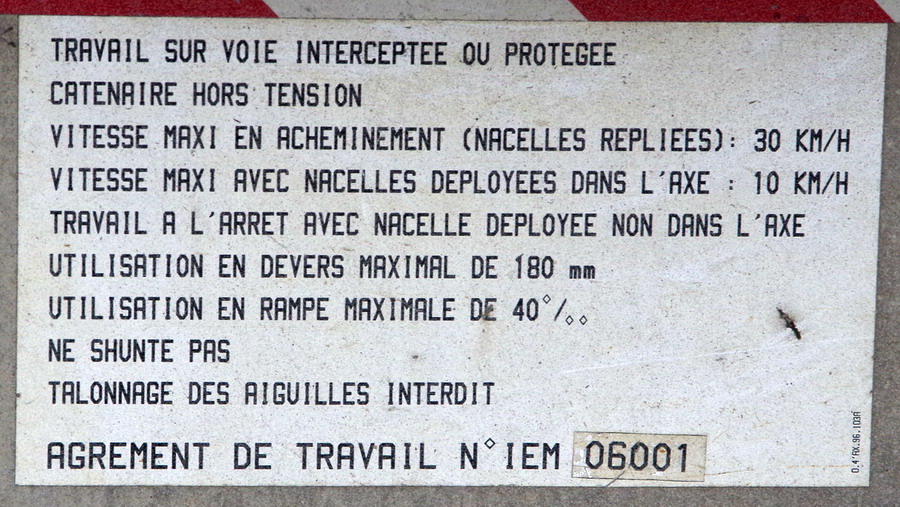 TRAVAIL SUR VOIE INTERCEPTEE OU PROTEGEE
CATENAIRE HORS TENSION
VITESSE MAXI EN ACHEMINEMENT (NACELLES REPLIEES): 30 KM/H
VITESSE MAXI AVEC NACELLES DEPLOYEES DANS L'AXE : 10 KM/H
TRAVAIL A L'ARRET AVEC NACELLE DEPLOYEE NON DANS L'AXE
UTILISATION EN DEVERS MAXIMAL DE 180 mm
UTILISATION EN RAMPE MAXIMALE DE 40°/∘∘
NE SHUNTE PAS
TALONNAGE DES AIGUILLES INTERDIT
AGREMENT DE TRAVAIL N°IEM 06001